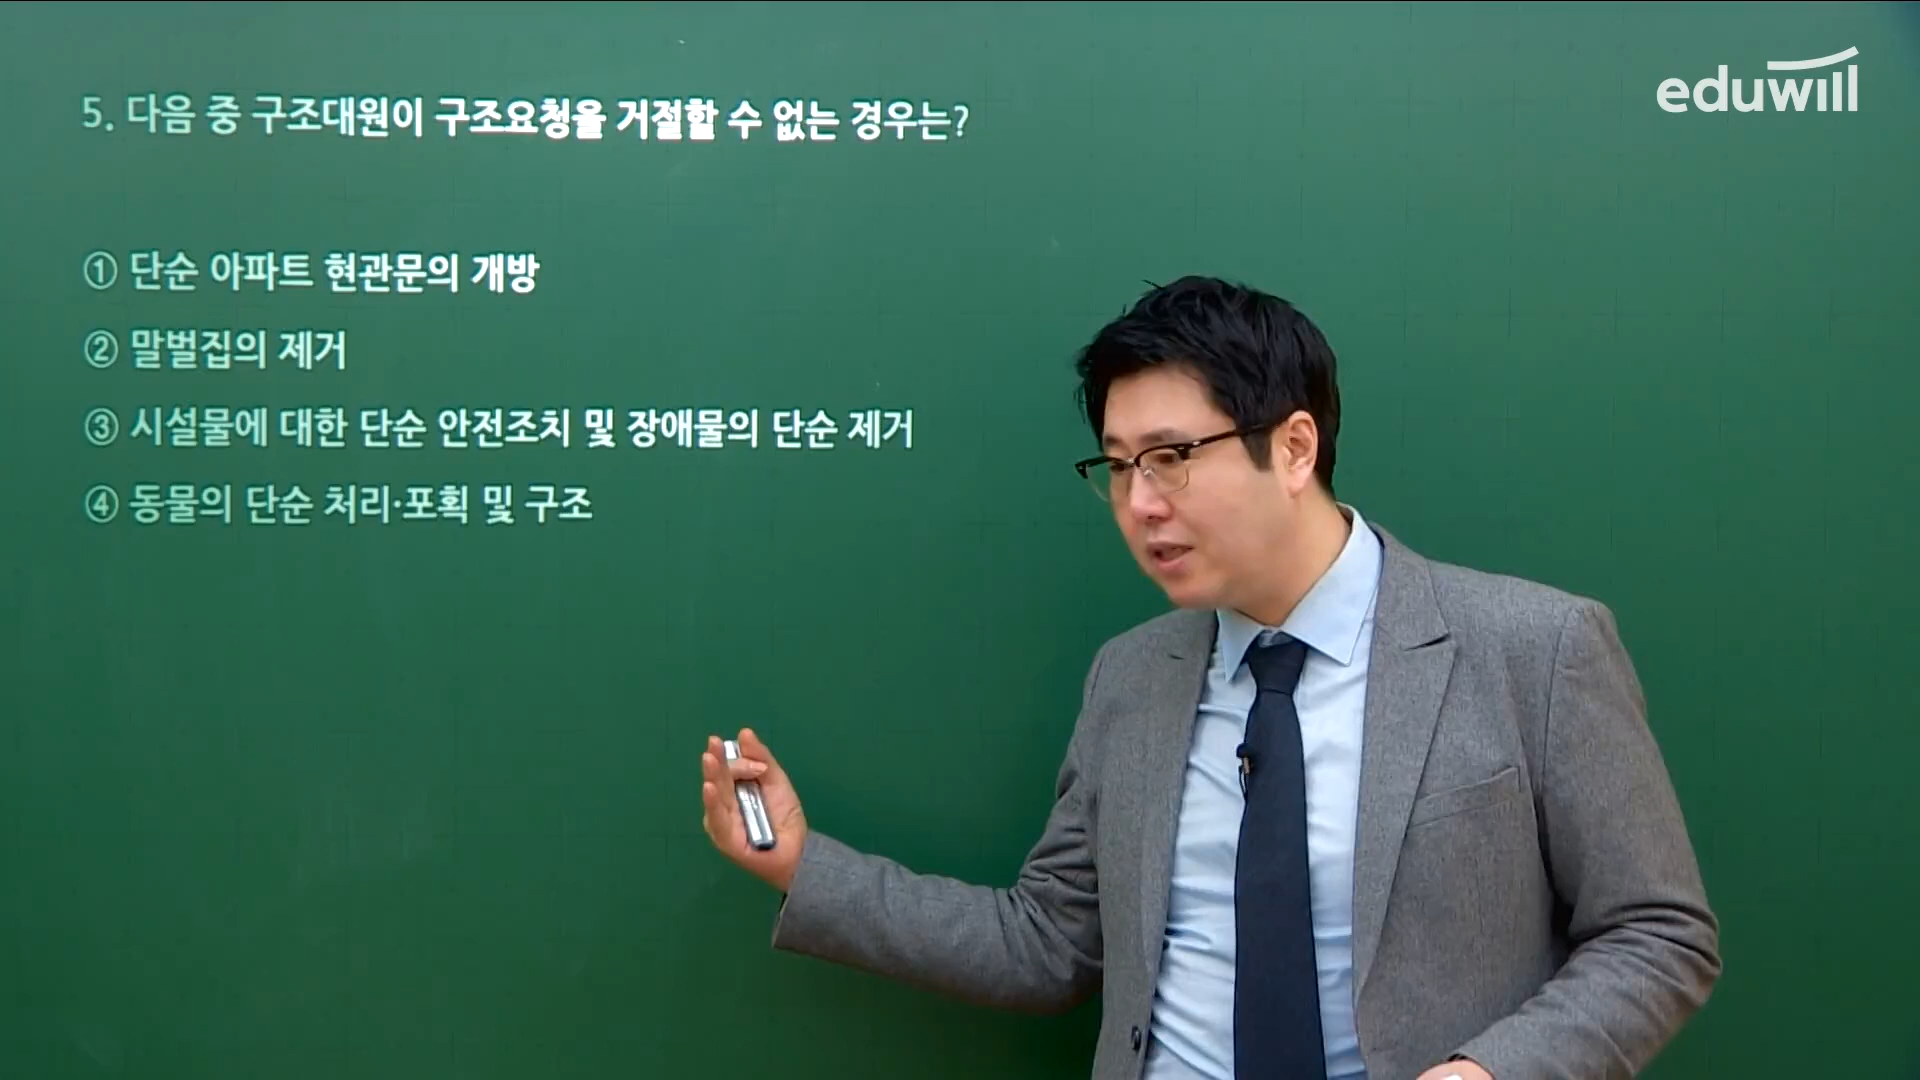 eduwill
5. 다음 중 구조대원이 구조요청을 거절할 수 없는 경우는?
① 단순 아파트 현관문의 개방
② 말벌집의 제거
③ 시설물에 대한 단순 안전조치 및 장애물의 단순 제거
④ 동물의 단순 처리·포획 및 구조